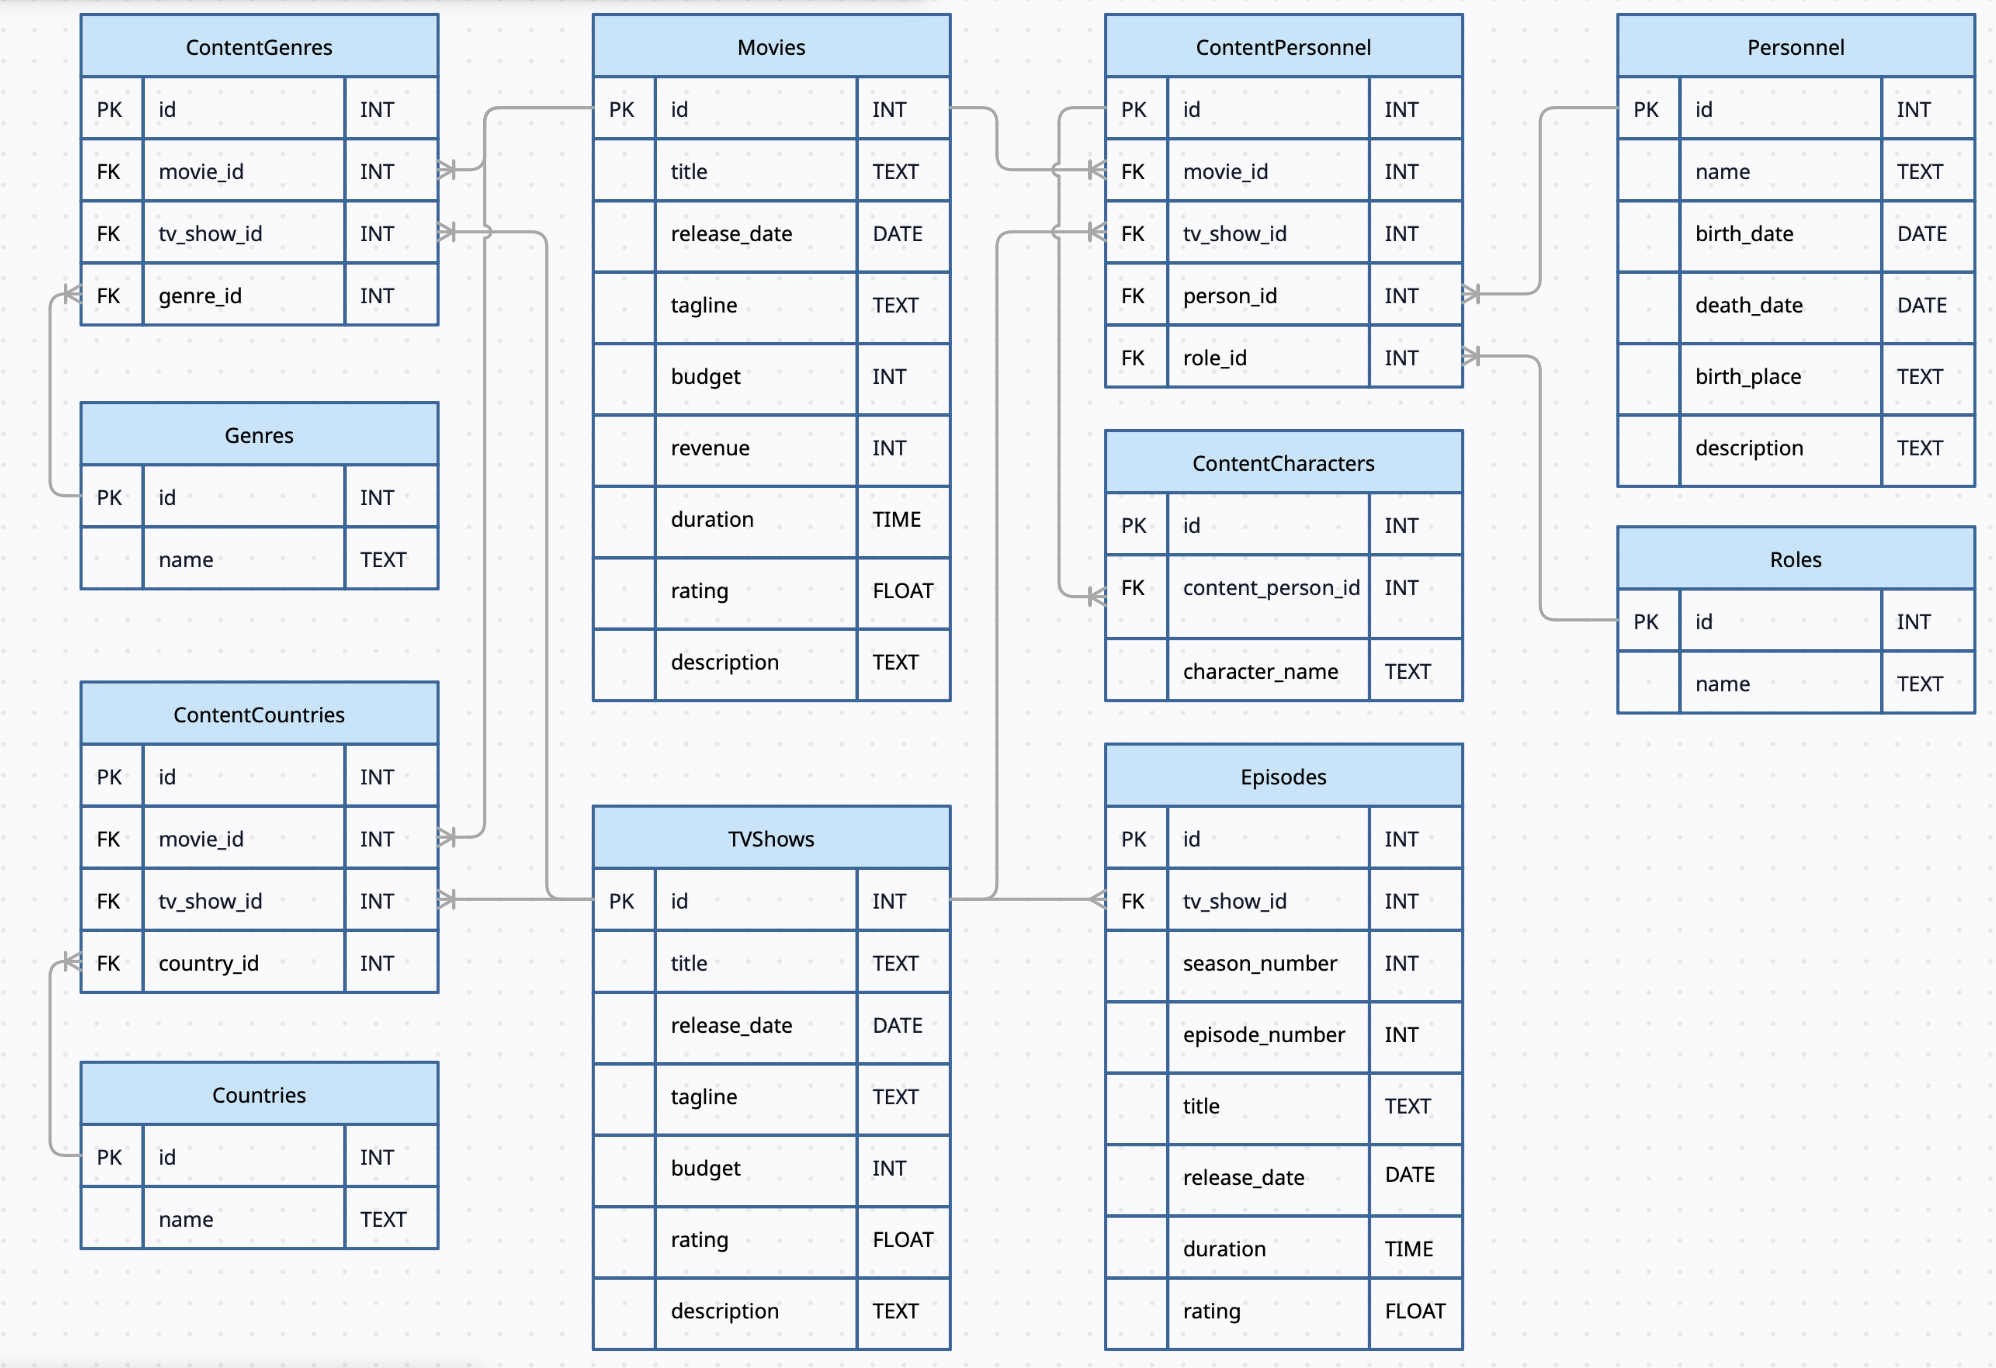 ContentGenres
PK id INT
FK movie_id INT
FK tv_show_id INT
FK genre_id INT
Genres
PK id INT
name TEXT
ContentCountries
PK id INT
FK movie_id INT
FK tv_show_id INT
FK country_id INT
Countries
PK id INT
name TEXT
Movies
PK id INT
title TEXT
release_date DATE
tagline TEXT
budget INT
revenue INT
duration TIME
rating FLOAT
description TEXT
TVShows
PK id INT
title TEXT
release_date DATE
tagline TEXT
budget INT
rating FLOAT
description TEXT
ContentPersonnel
PK id INT
FK movie_id INT
FK tv_show_id INT
FK person_id INT
FK role_id INT
ContentCharacters
PK id INT
FK content_person_id INT
character_name TEXT
Episodes
PK id INT
FK tv_show_id INT
season_number INT
episode_number INT
title TEXT
release_date DATE
duration TIME
rating FLOAT
Personnel
PK id INT
name TEXT
birth_date DATE
death_date DATE
birth_place TEXT
description TEXT
Roles
PK id INT
name TEXT